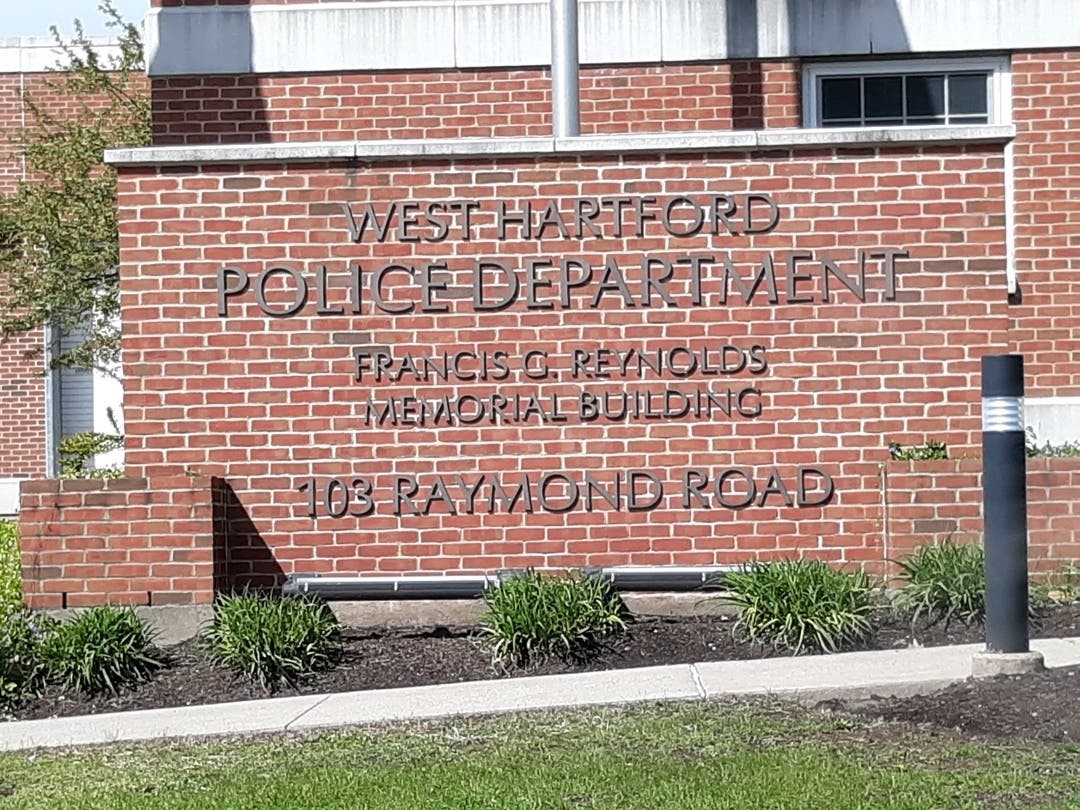 WEST HARTFORD
POLICE DEPARTMENT
FRANCIS G. REYNOLDS
MEMORIAL BUILDING
103 RAYMOND ROAD